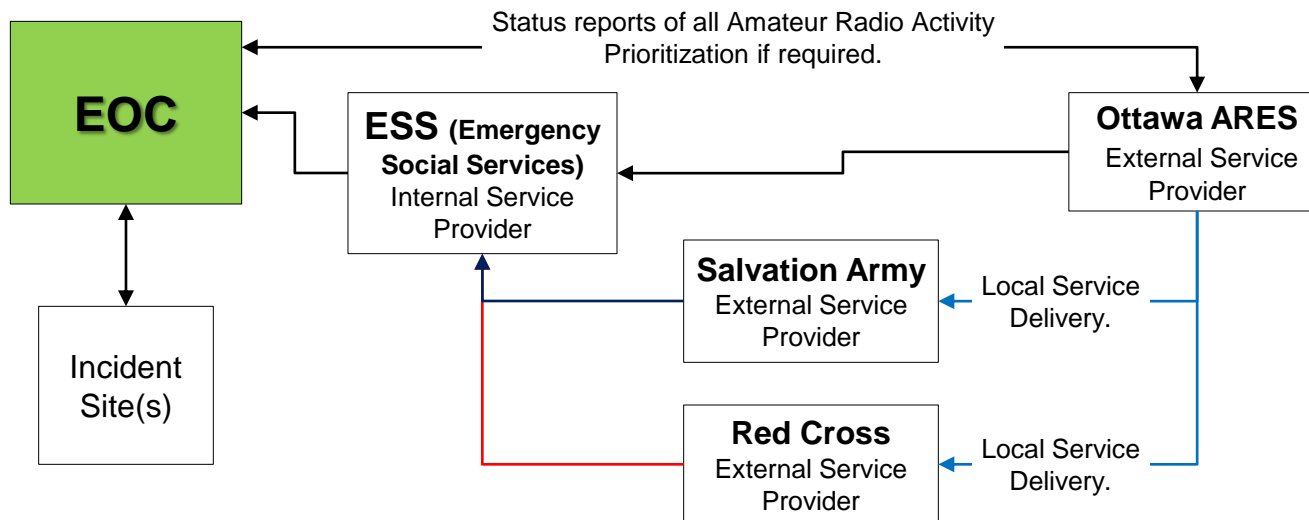 Status reports of all Amateur Radio Activity
Prioritization if required.
EOC
ESS (Emergency
Social Services)
Internal Service
Provider
Ottawa ARES
External Service
Provider
Salvation Army
External Service
Provider
Local Service
Delivery.
Incident
Site(s)
Red Cross
External Service
Provider
Local Service
Delivery.